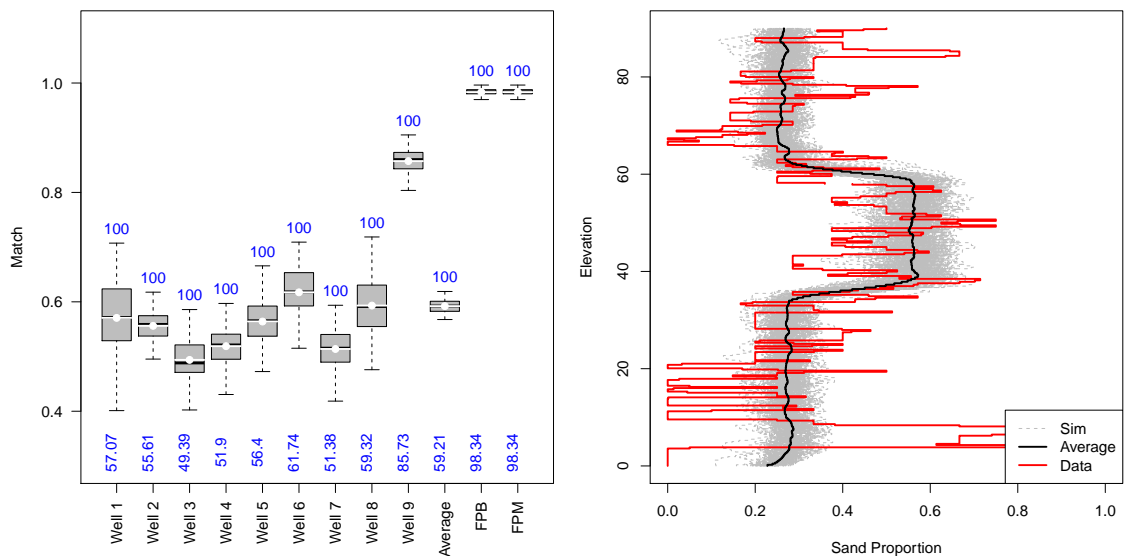 Match
1.0
0.8
0.6
0.4
100
100
100
100
100
100
100
100
100
100
100
100
57.07
55.61
49.39
51.9
56.4
61.74
51.38
59.32
85.73
59.21
98.34
98.34
Well 1
Well 2
Well 3
Well 4
Well 5
Well 6
Well 7
Well 8
Well 9
Average
FPB
FPM
Elevation
80
60
40
20
0
Sim
Average
Data
0.0 0.2 0.4 0.6 0.8 1.0
Sand Proportion